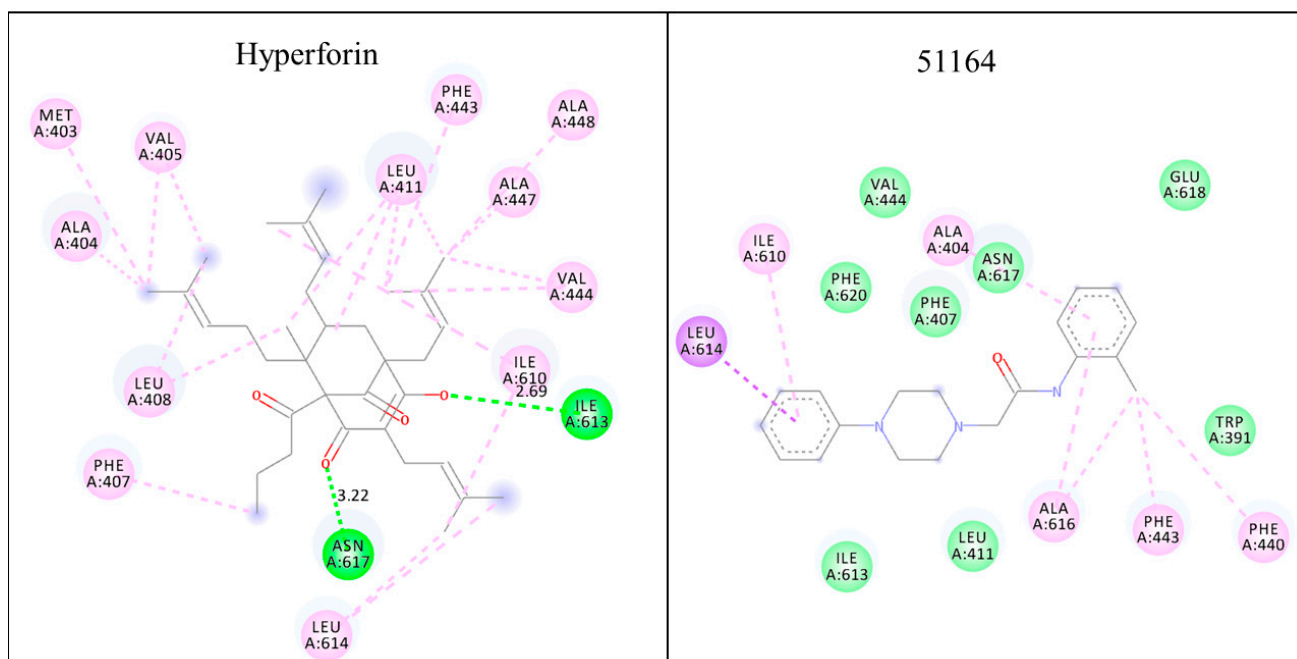 Hyperforin
MET
A:403
VAL
A:405
PHE
A:443
ALA
A:448
LEU
A:411
ALA
A:447
ALA
A:404
VAL
A:444
LEU
A:408
ILE
A:610
2.69
ILE
A:613
PHE
A:407
3.22
ASN
A:617
LEU
A:614
51164
VAL
A:444
GLU
A:618
ILE
A:610
ALA
A:404
ASN
A:617
PHE
A:620
PHE
A:407
LEU
A:614
O
N
N
N
TRP
A:391
ALA
A:616
PHE
A:443
PHE
A:440
LEU
A:411
ILE
A:613
O
O
O
O